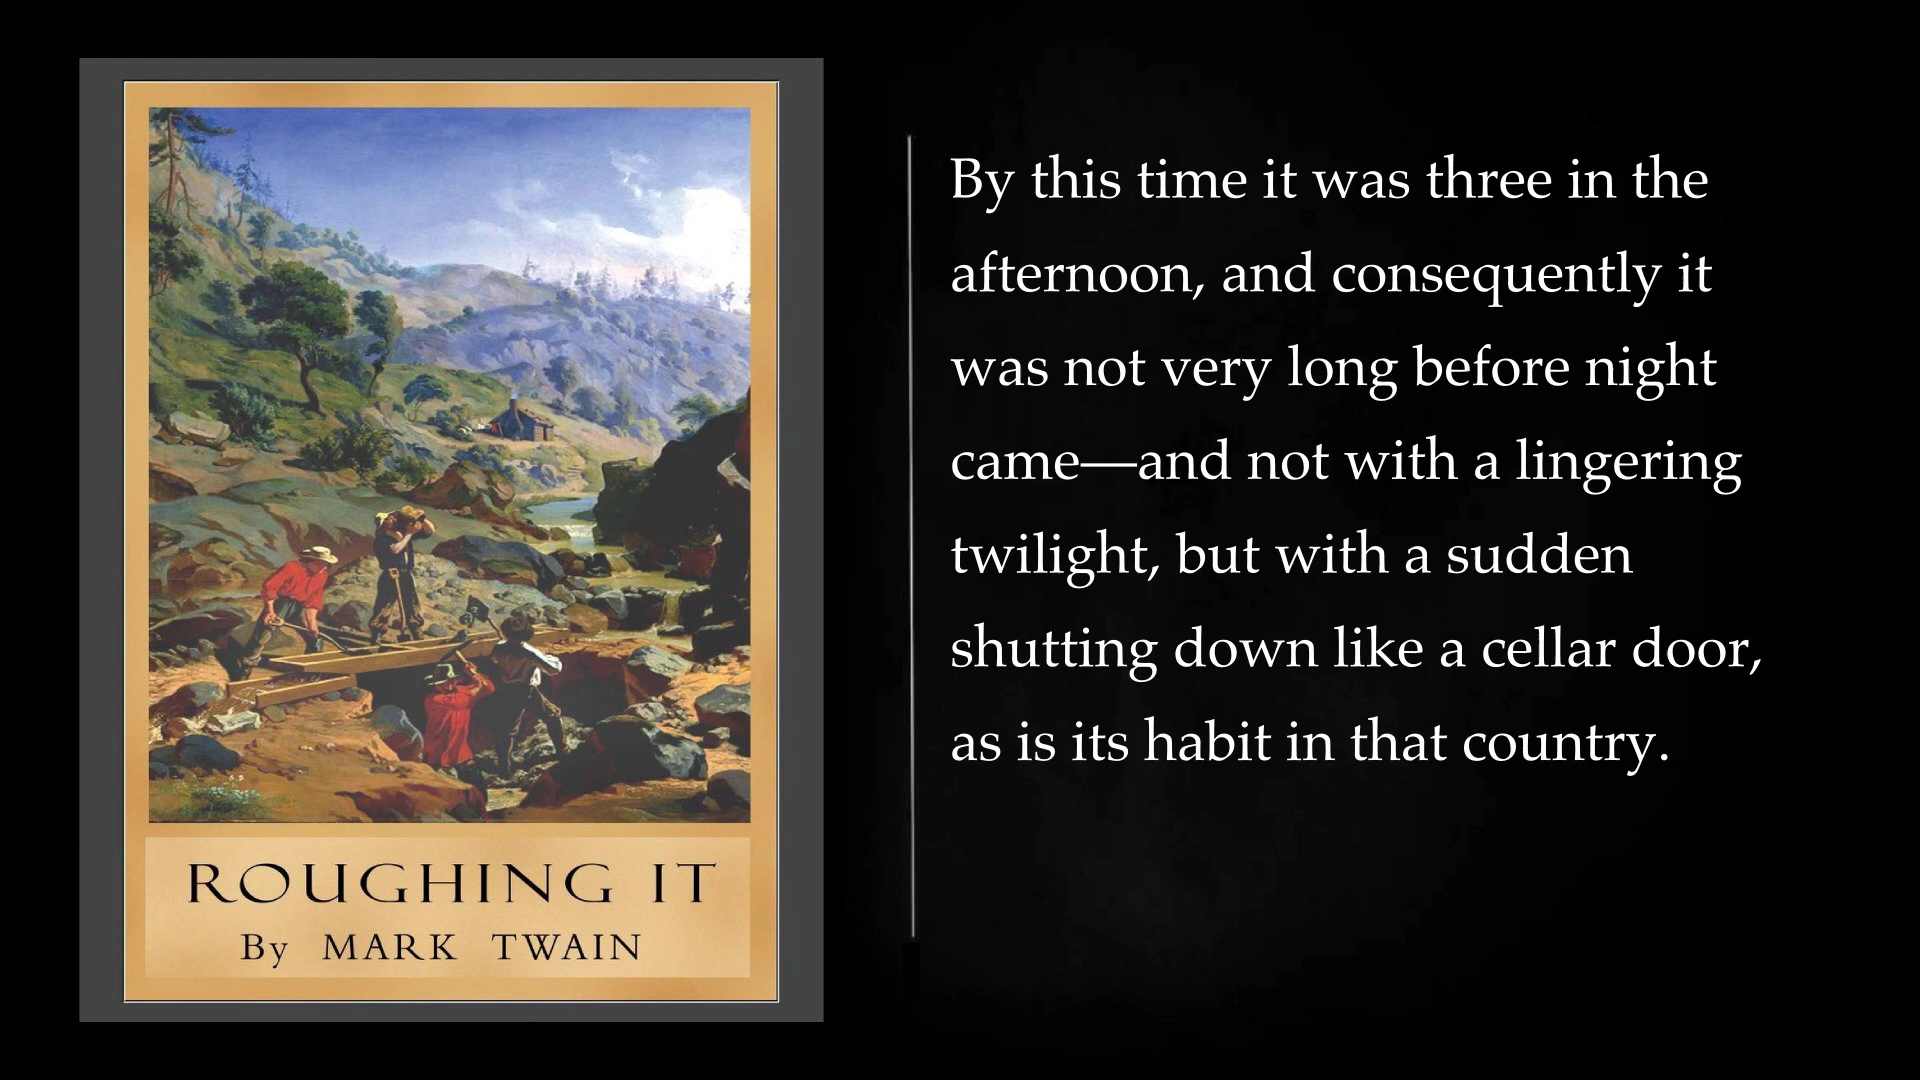 ROUGHING IT
By MARK TWAIN
By this time it was three in the
afternoon, and consequently it
was not very long before night
came—and not with a lingering
twilight, but with a sudden
shutting down like a cellar door,
as is its habit in that country.